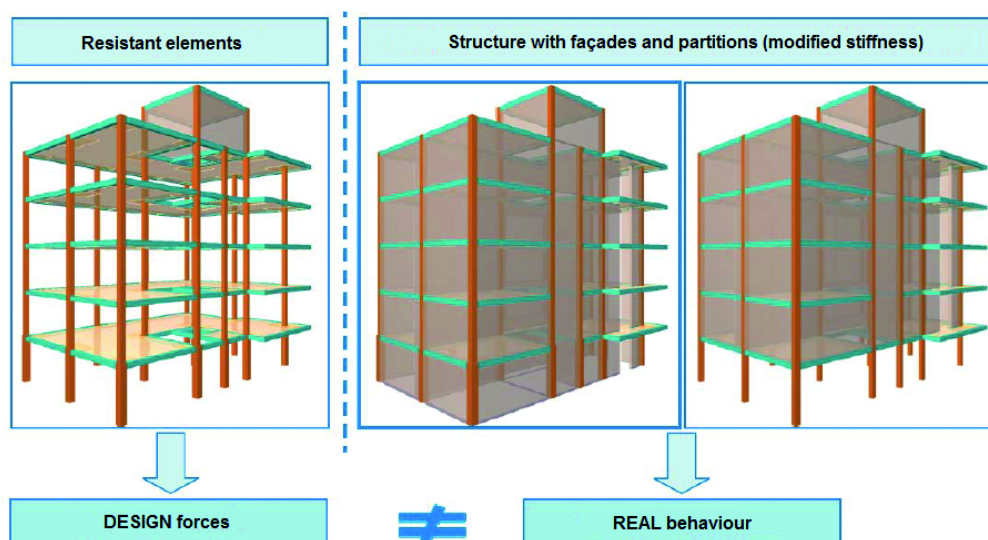 Resistant elements
Structure with façades and partitions (modified stiffness)
DESIGN forces
≠
REAL behaviour